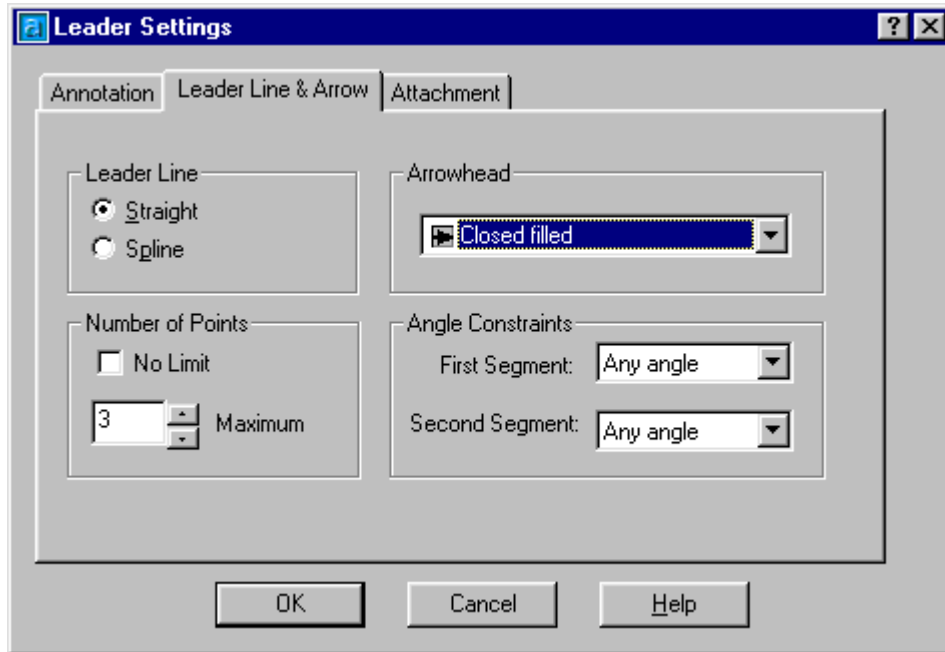 Leader Settings
Annotation Leader Line & Arrow Attachment
Leader Line
Straight
Spline
Arrowhead
Closed filled
Number of Points
No Limit
3 Maximum
Angle Constraints
First Segment: Any angle
Second Segment: Any angle
OK Cancel Help